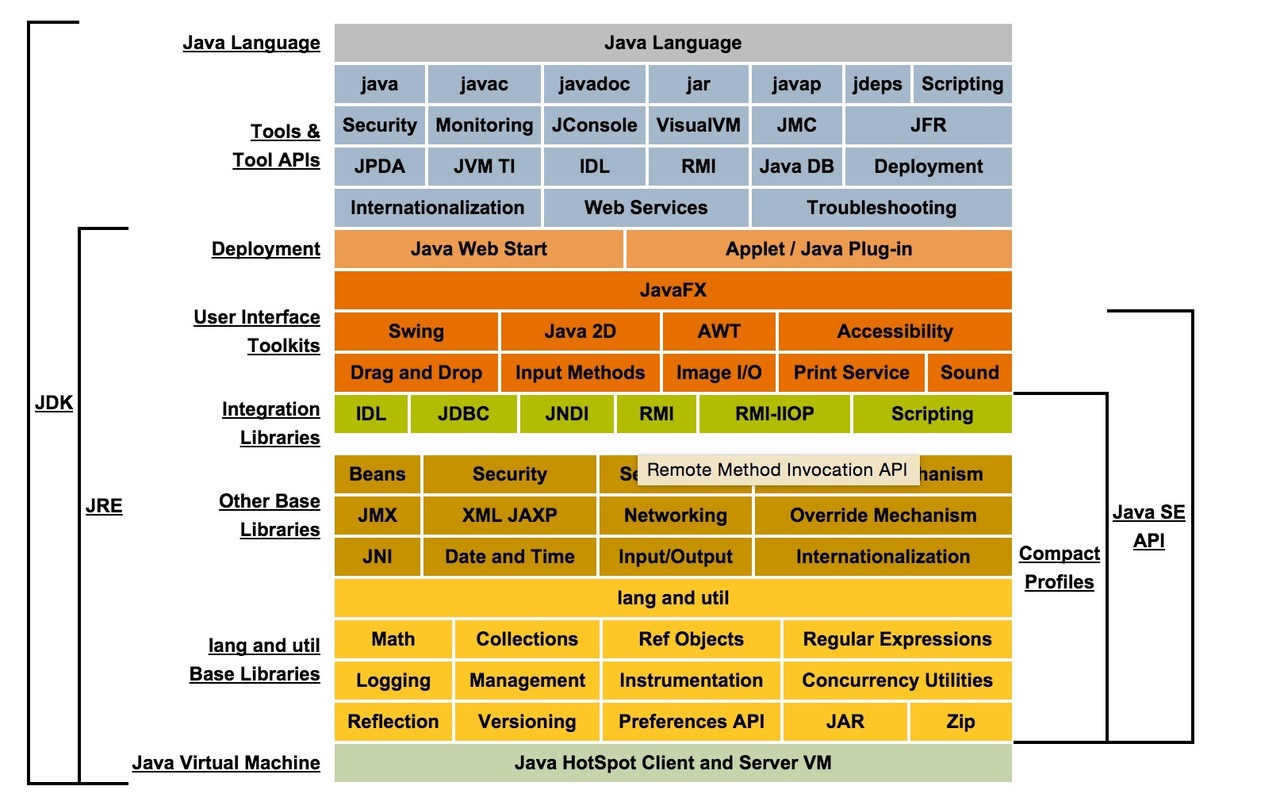 Java Language Java Language
java javac javadoc jar javap jdeps Scripting
Tools & Security Monitoring JConsole VisualVM JMC JFR
Tool APIs JPDA JVM TI IDL RMI Java DB Deployment
Internationalization Web Services Troubleshooting
Deployment Java Web Start Applet / Java Plug-in
JavaFX
User Interface Swing Java 2D AWT Accessibility
Toolkits
Drag and Drop Input Methods Image I/O Print Service Sound
JDK
Integration IDL JDBC JNDI RMI RMI-IIOP Scripting
Libraries
Beans Security Remote Method Invocation API
JRE
Other Base JMX XML JAXP Networking Override Mechanism Java SE
Libraries API
JNI Date and Time Input/Output Internationalization Compact
Profiles
lang and util
lang and util Math Collections Ref Objects Regular Expressions
Base Libraries Logging Management Instrumentation Concurrency Utilities
Reflection Versioning Preferences API JAR Zip
Java Virtual Machine Java HotSpot Client and Server VM